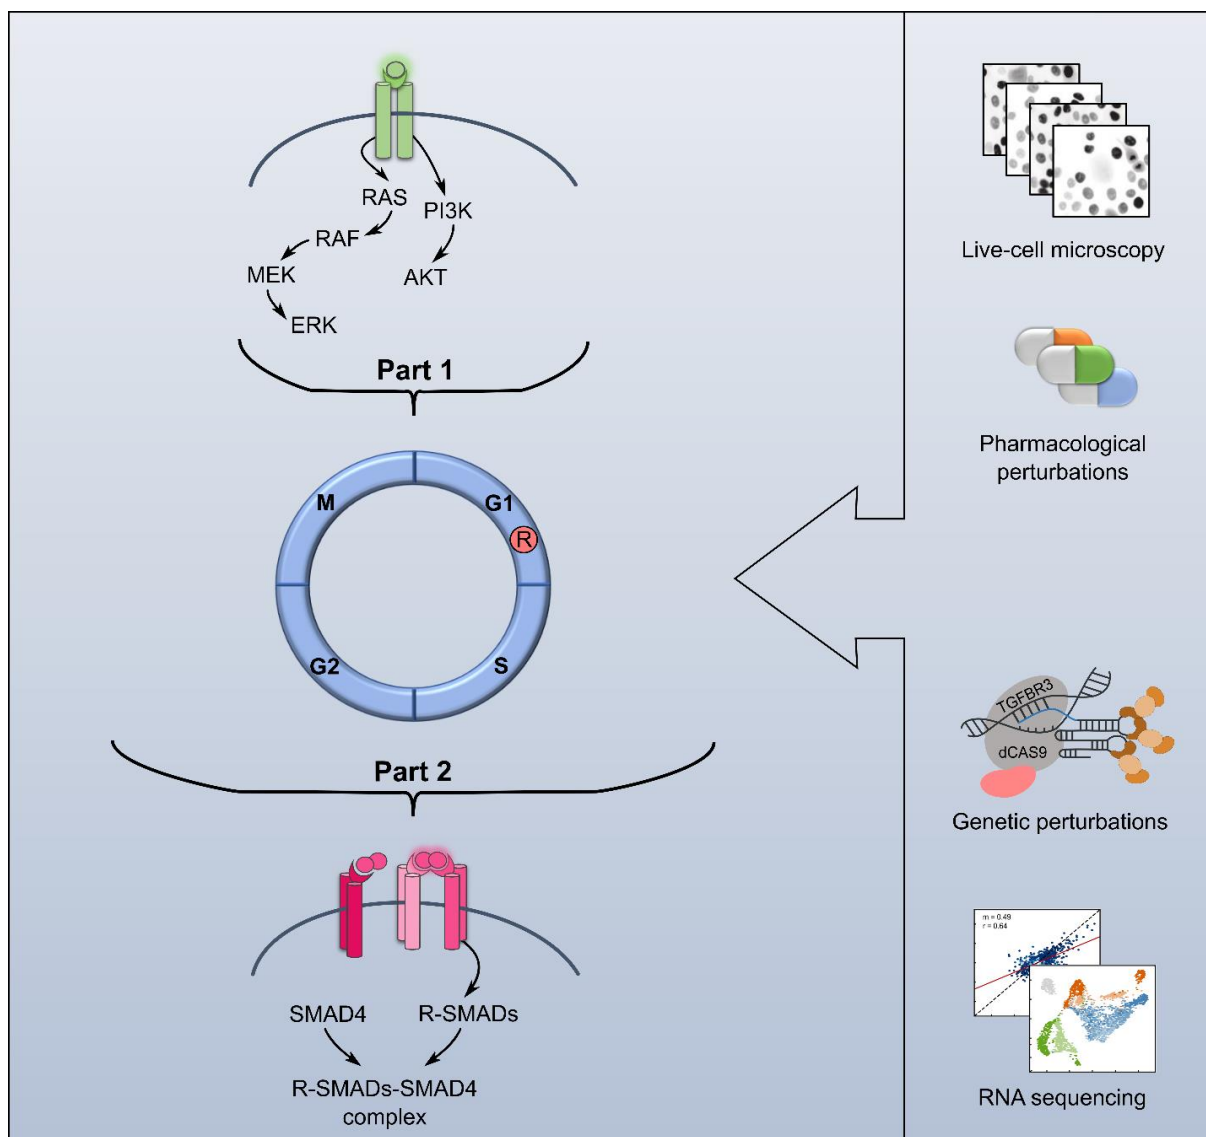 RAS
PI3K
RAF
MEK
AKT
ERK
Part 1
M
G1
R
G2
S
Part 2
SMAD4
R-SMADs
R-SMADs-SMAD4
complex
Live-cell microscopy
Pharmacological
perturbations
TGFBR3
dCAS9
Genetic perturbations
m = 0.49
r = 0.64
RNA sequencing